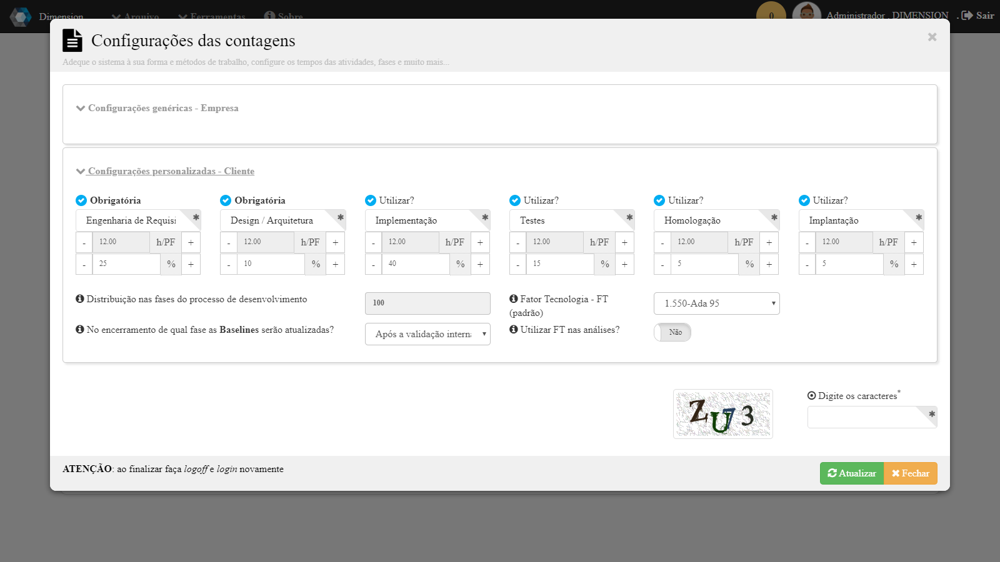 Dimension Arquivo Ferramentas Sobre 0 Administrador . DIMENSION . Sair
Configurações das contagens
Adeque o sistema à sua forma e métodos de trabalho, configure os tempos das atividades, fases e muito mais...
Configurações genéricas - Empresa
Configurações personalizadas - Cliente
Obrigatória Obrigatória Utilizar? Utilizar? Utilizar? Utilizar?
Engenharia de Requisi Design / Arquitetura Implementação Testes Homologação Implantação
- 12.00 h/PF + - 12.00 h/PF + - 12.00 h/PF + - 12.00 h/PF + - 12.00 h/PF + - 12.00 h/PF +
- 25 % + - 10 % + - 40 % + - 15 % + - 5 % + - 5 % +
Distribuição nas fases do processo de desenvolvimento 100 Fator Tecnologia - FT 1.550-Ada 95
(padrão)
No encerramento de qual fase as Baselines serão atualizadas? Após a validação interna Utilizar FT nas análises? Não
ZU73 Digite os caracteres*
ATENÇÃO: ao finalizar faça logoff e login novamente Atualizar Fechar